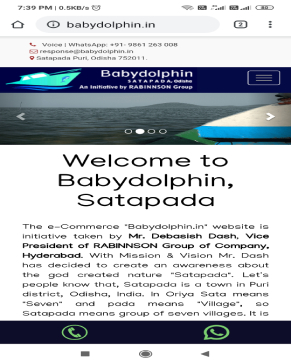 7:39 PM | 0.5KB/s
babydolphin.in
2
Voice | WhatsApp: +91- 9861 263 008
response@babydolphin.in
Satapada Puri, Odisha 752011.
Babydolphin
SATAPADA, Odisha
An Initiative by RABINNSON Group
Welcome to
Babydolphin,
Satapada
The e-Commerce "Babydolphin.in" website is
initiative taken by Mr. Debasish Dash, Vice
President of RABINNSON Group of Company,
Hyderabad. With Mission & Vision Mr. Dash
has decided to create an awareness about
the god created nature "Satapada". Let's
people know that, Satapada is a town in Puri
district, Odisha, India. In Oriya Sata means
"Seven" and pada means "Village", so
Satapada means group of seven villages. It is